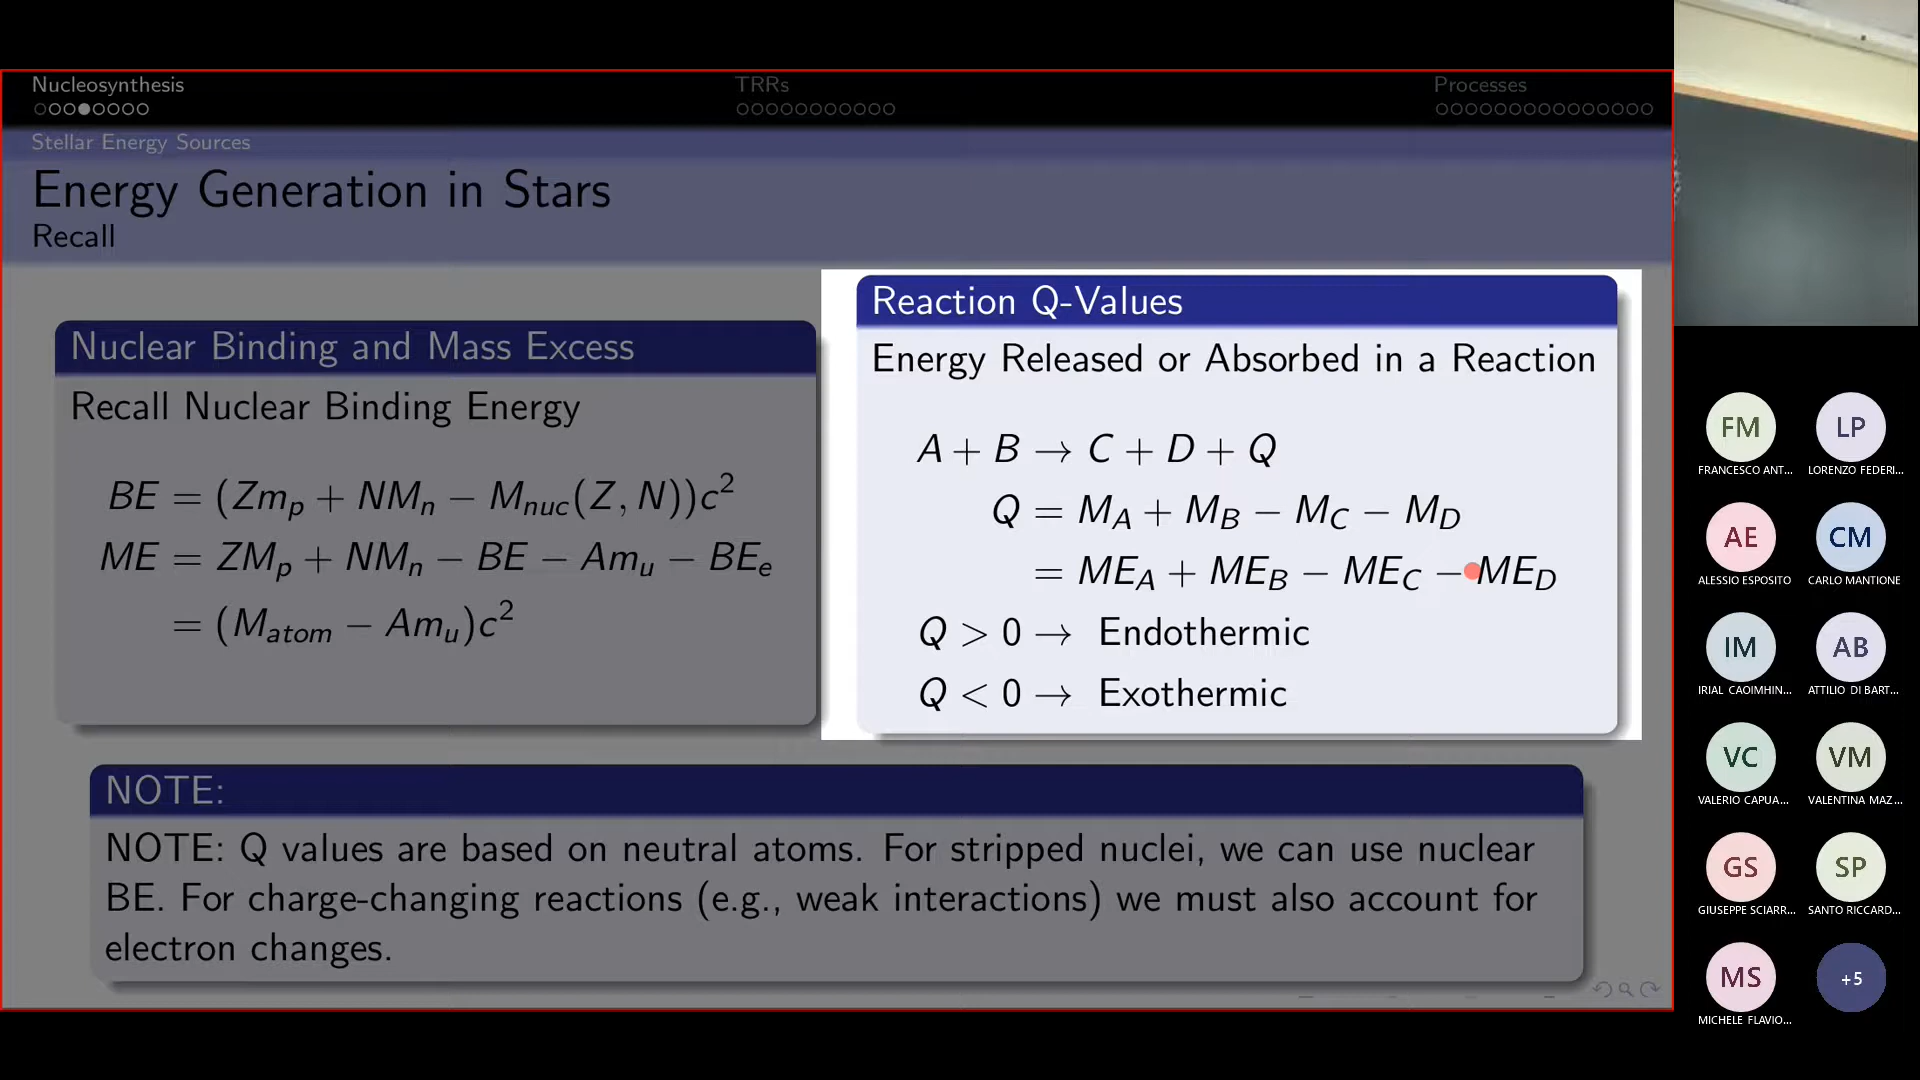 Nucleosynthesis
TRRs
Processes
Stellar Energy Sources
Energy Generation in Stars
Recall
Nuclear Binding and Mass Excess
Recall Nuclear Binding Energy
BE = (Zm_p + NM_n − M_nuc(Z, N))c²
ME = ZM_p + NM_n − BE − Am_u − BE_e
= (M_atom − Am_u)c²
Reaction Q-Values
Energy Released or Absorbed in a Reaction
A + B → C + D + Q
Q = M_A + M_B − M_C − M_D
= ME_A + ME_B − ME_C − ME_D
Q > 0 → Endothermic
Q < 0 → Exothermic
NOTE:
NOTE: Q values are based on neutral atoms. For stripped nuclei, we can use nuclear
BE. For charge-changing reactions (e.g., weak interactions) we must also account for
electron changes.
FM
FRANCESCO ANT...
LP
LORENZO FEDERI...
AE
ALESSIO ESPOSITO
CM
CARLO MANTIONE
IM
IRIAL CAOIMHIN...
AB
ATTILIO DI BART...
VC
VALERIO CAPUA...
VM
VALENTINA MAZ...
GS
GIUSEPPE SCIARR...
SP
SANTO RICCARD...
MS
MICHELE FLAVIO...
+5